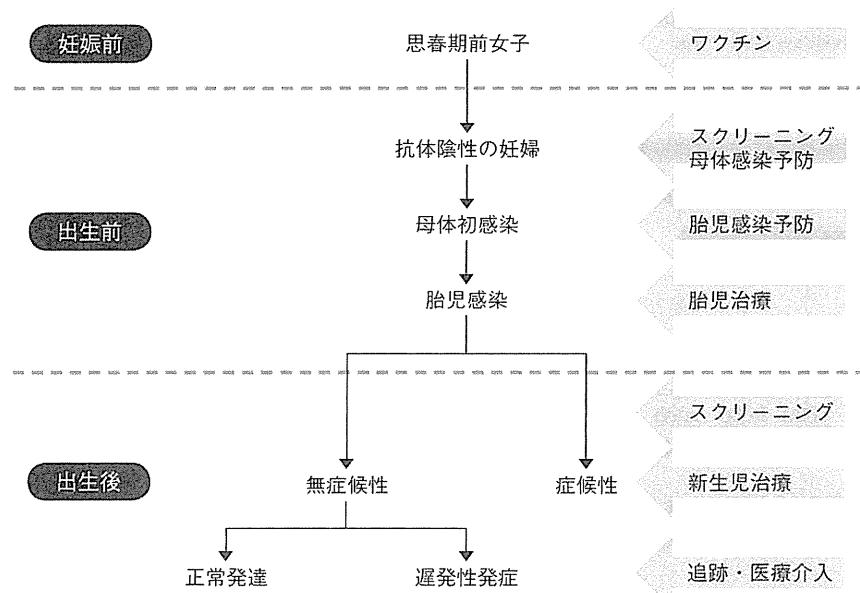 妊娠前
思春期前女子
ワクチン
抗体陰性の妊婦
スクリーニング
母体感染予防
出生前
母体初感染
胎児感染予防
胎児感染
胎児治療
スクリーニング
出生後
無症候性
症候性
新生児治療
正常発達
遅発性発症
追跡・医療介入